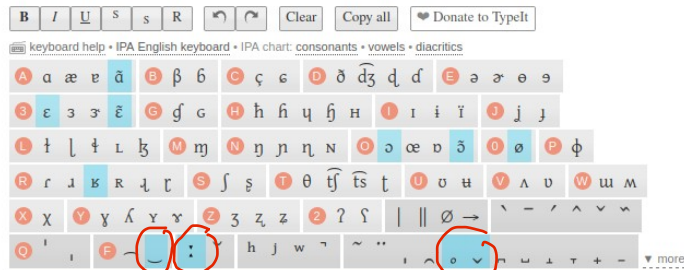 B I U S s R Clear Copy all ❤ Donate to TypeIt
keyboard help • IPA English keyboard • IPA chart: consonants • vowels • diacritics
A ɑ æ ɐ ɑ̃ B β ɓ C ç ɕ D ð d͡ʒ ɖ ɗ E ə ɚ ɵ ɘ
3 ɛ ɜ ɝ ɛ̃ G ɠ ɢ H ħ ɦ ɥ ɧ ʜ I ɪ ɨ ɪ̈ J ʝ ɟ
L ɫ ɭ ɬ ʟ ɮ M ɱ N ŋ ɲ ɳ ɴ O ɔ œ ɒ ɔ̃ 0 ø P ɸ
R ɾ ɹ ʁ ʀ ɻ ɽ S ʃ ʂ T θ t͡ʃ t͡s ʈ U ʊ ʉ V ʌ ʋ W ɯ ʍ
X χ Y ɣ ʎ ʏ ɤ Z ʒ ʐ ʑ 2 ʔ ʕ | ‖ Ø →
Q F ː h j w ▼ more